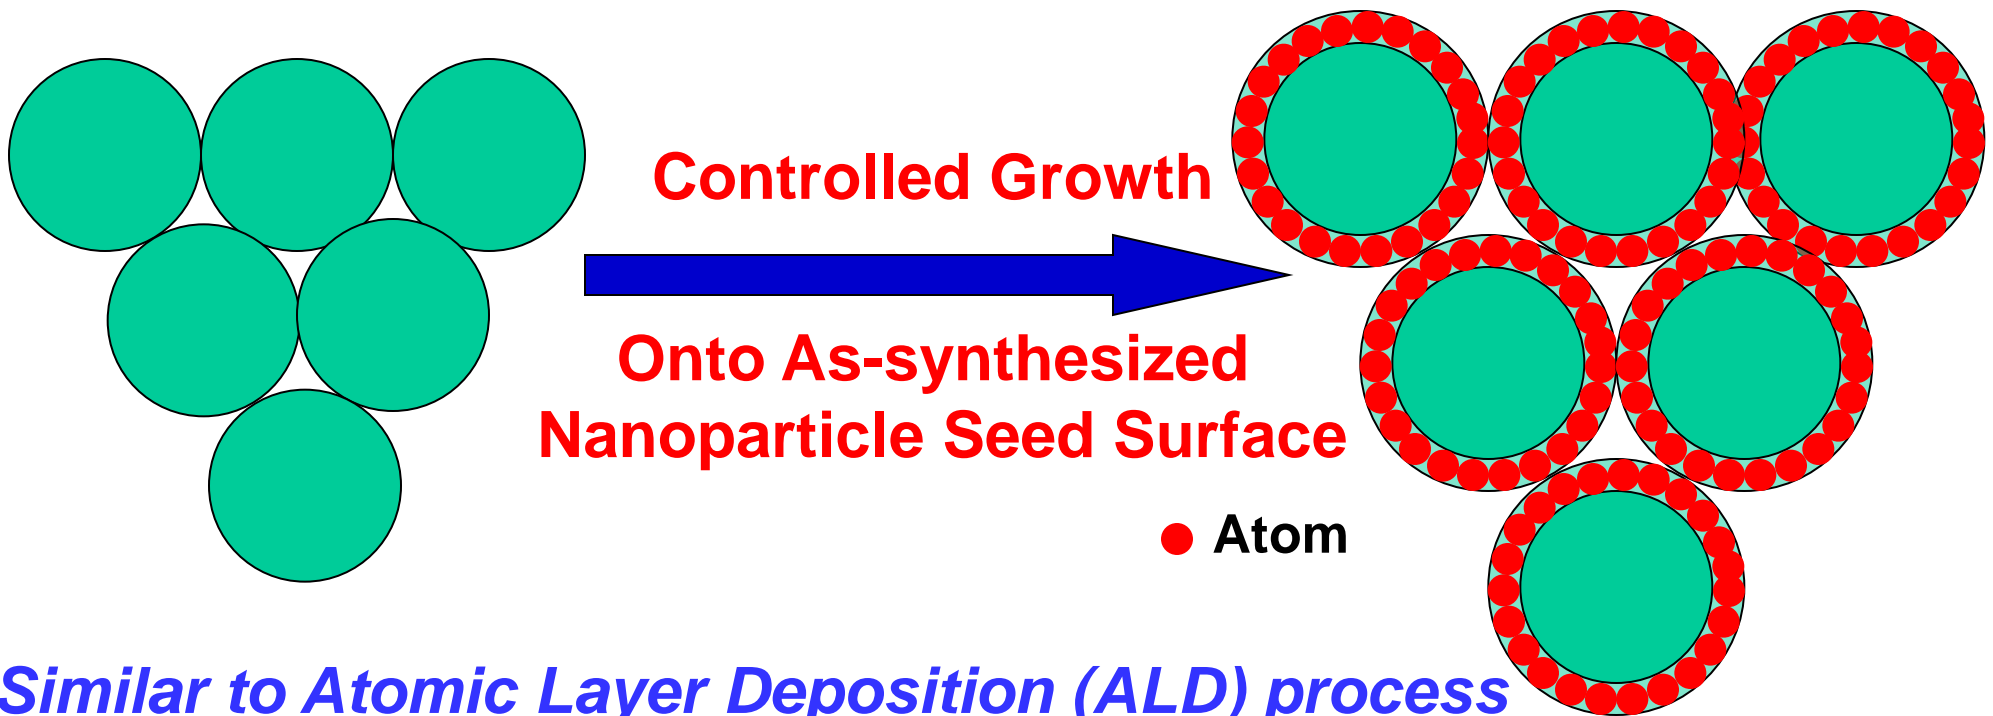 Controlled Growth
Onto As-synthesized
Nanoparticle Seed Surface
Atom
Similar to Atomic Layer Deposition (ALD) process